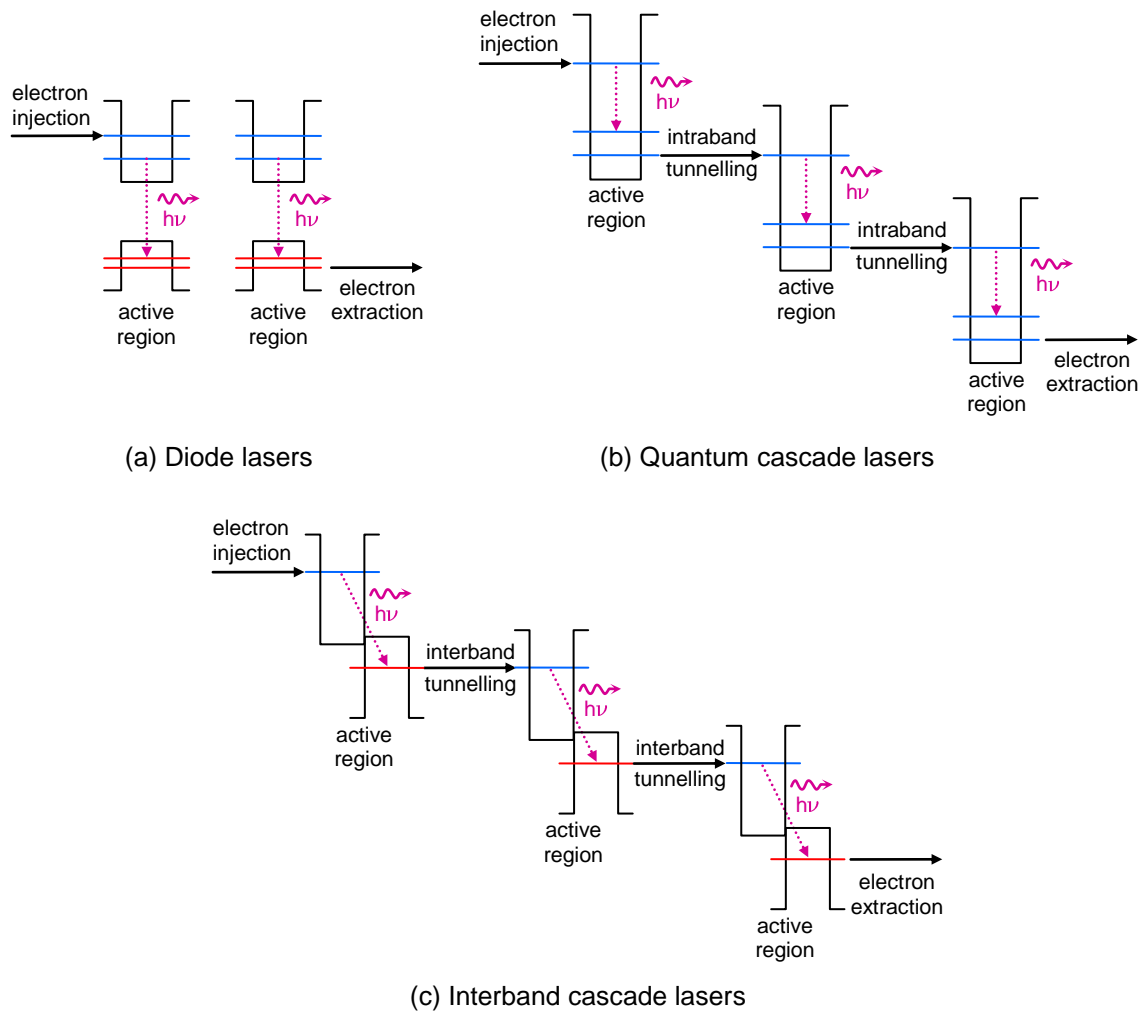 electron
injection
hν
hν
active
region
active
region
electron
extraction
(a) Diode lasers
electron
injection
hν
active
region
intraband
tunnelling
hν
active
region
intraband
tunnelling
hν
active
region
electron
extraction
(b) Quantum cascade lasers
electron
injection
hν
active
region
interband
tunnelling
hν
active
region
interband
tunnelling
hν
active
region
electron
extraction
(c) Interband cascade lasers